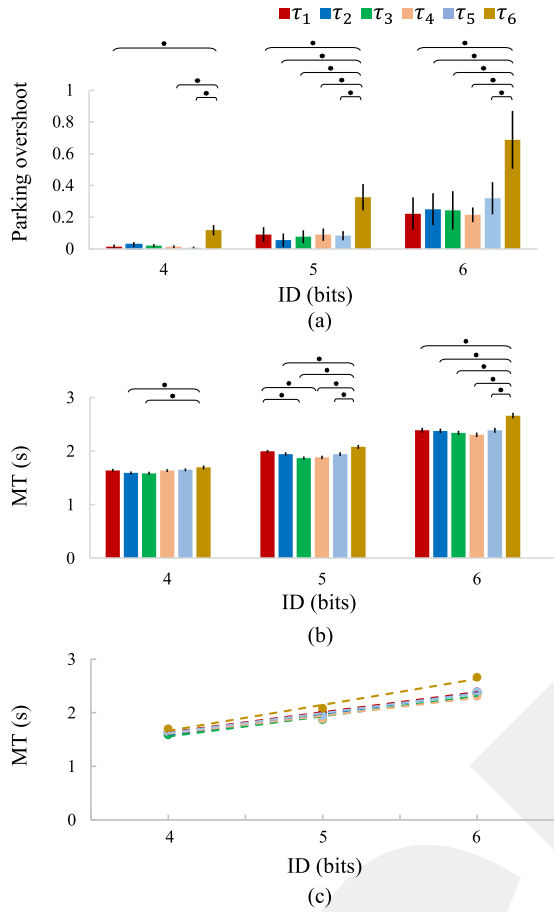 τ₁ τ₂ τ₃ τ₄ τ₅ τ₆
Parking overshoot
1
0.8
0.6
0.4
0.2
0
4 5 6
ID (bits)
(a)
MT (s)
3
2
1
0
4 5 6
ID (bits)
(b)
MT (s)
3
2
1
0
4 5 6
ID (bits)
(c)